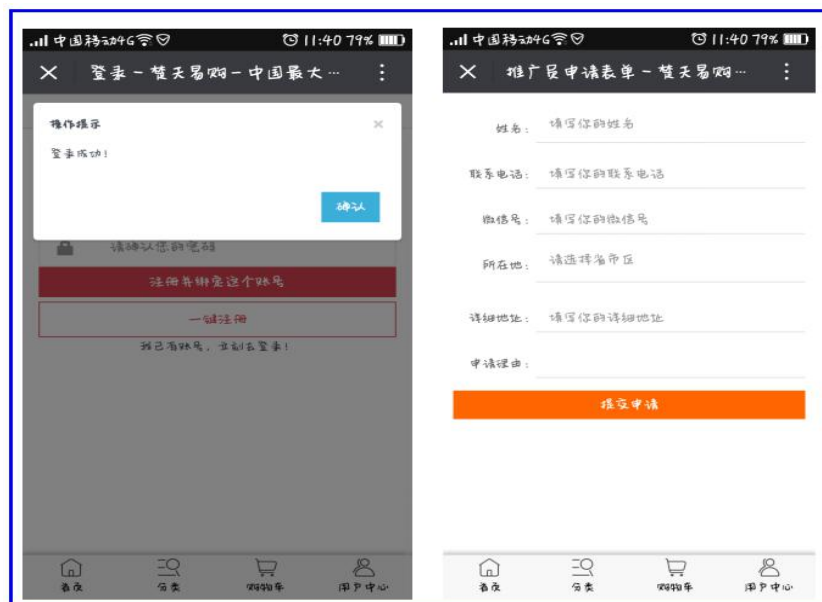 中国移动4G 11:40 79%
登录-楚天易购-中国最大…
操作提示 ×
登录成功!
确认
请确认您的密码
注册并绑定这个账号
一键注册
我已有账号,立刻去登录!
首页 分类 购物车 用户中心
中国移动4G 11:40 79%
推广员申请表单-楚天易购…
姓名: 填写你的姓名
联系电话: 填写你的联系电话
微信号: 填写你的微信号
所在地: 请选择省市区
详细地址: 填写你的详细地址
申请理由:
提交申请
首页 分类 购物车 用户中心